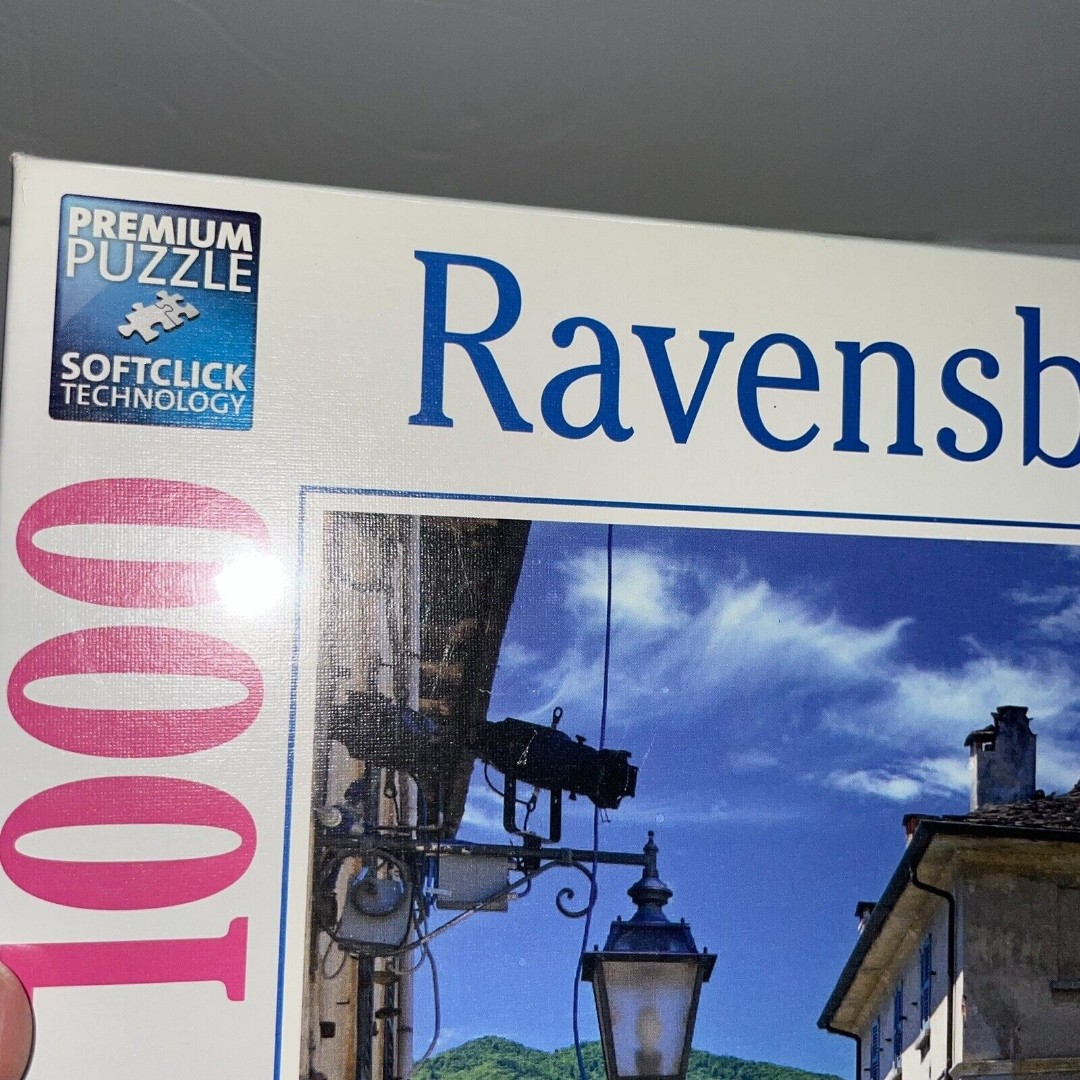 PREMIUM
PUZZLE
SOFTCLICK
TECHNOLOGY
Ravensb
1000